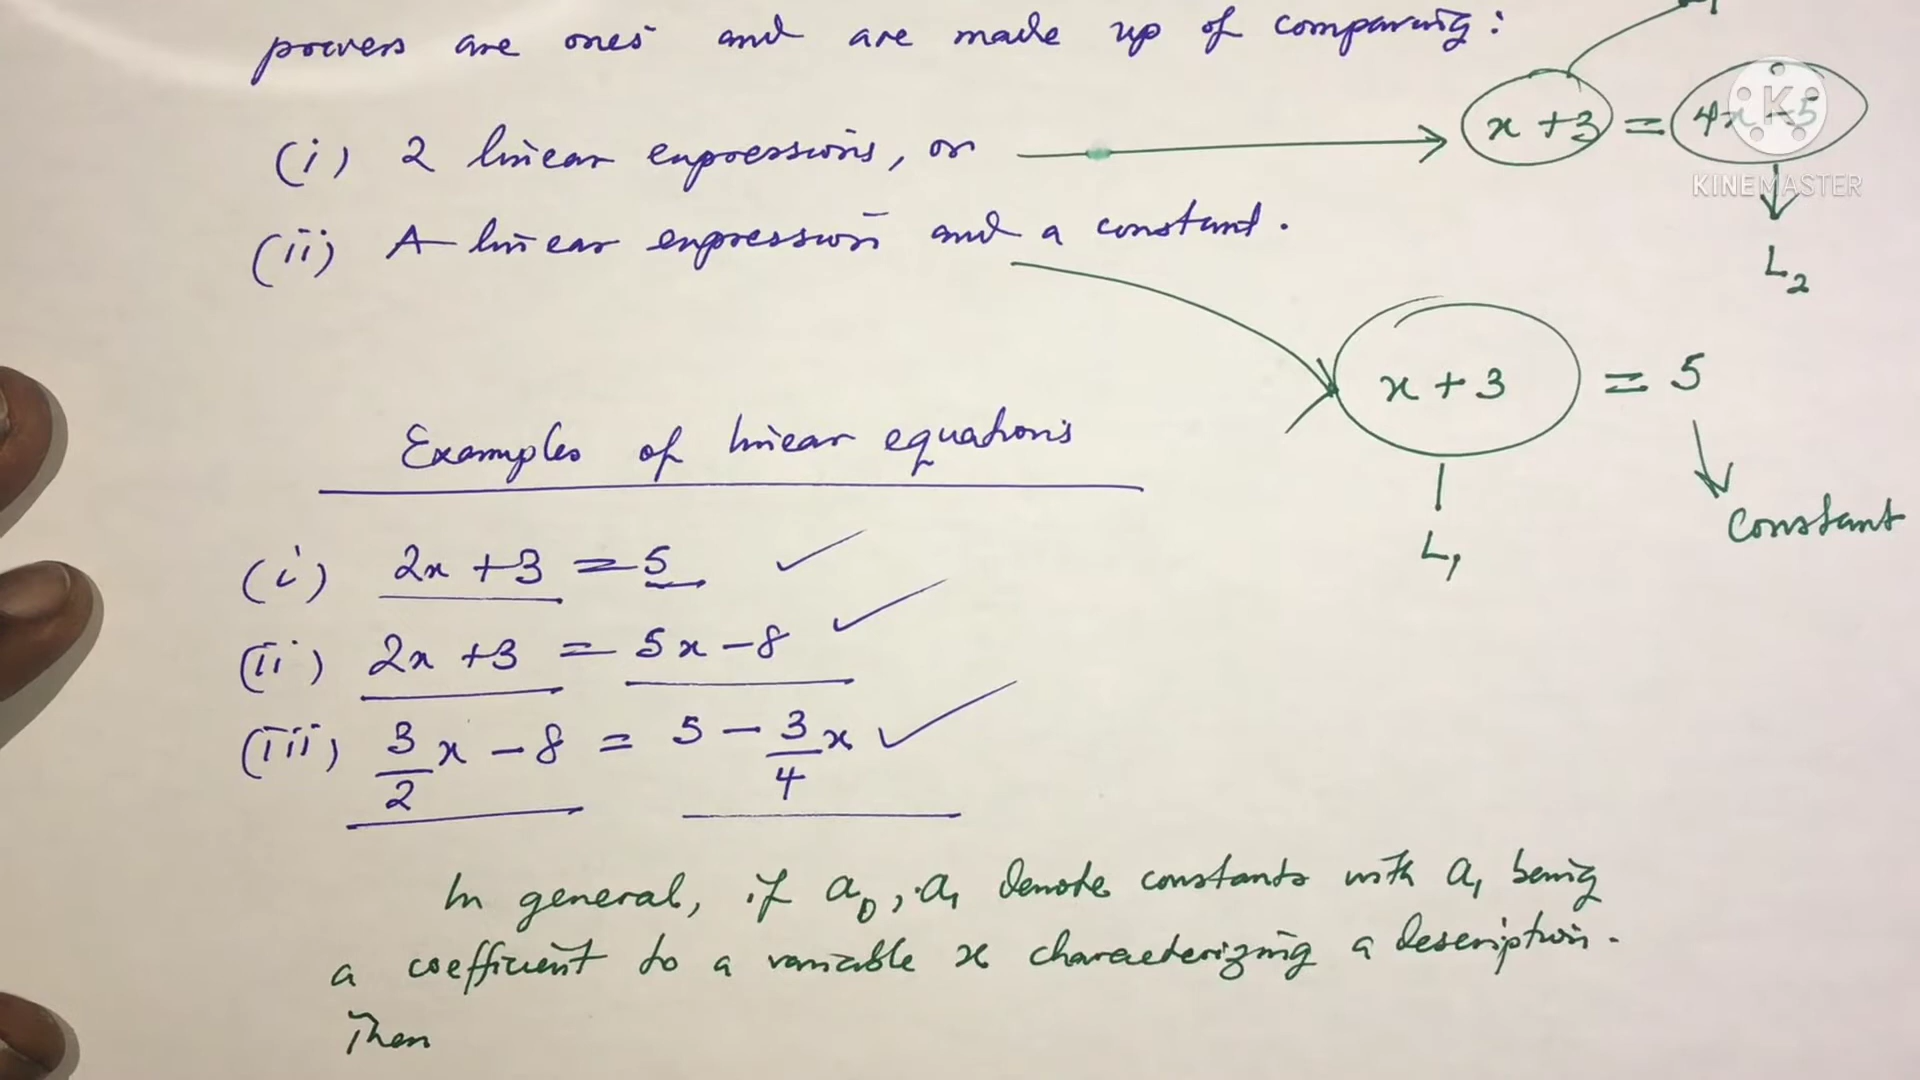 powers are ones and are made up of comparing:
(i) 2 linear expressions, or
x + 3 = 4x - 5
KINEMASTER
(ii) A linear expression and a constant.
L2
x + 3 = 5
Examples of linear equations
Constant
L1
(i) 2x + 3 = 5 ✓
(ii) 2x + 3 = 5x - 8 ✓
(iii) 3/2 x - 8 = 5 - 3/4 x ✓
In general, if a0, a1 denote constants with a1 being
a coefficient to a variable x characterizing a description.
Then